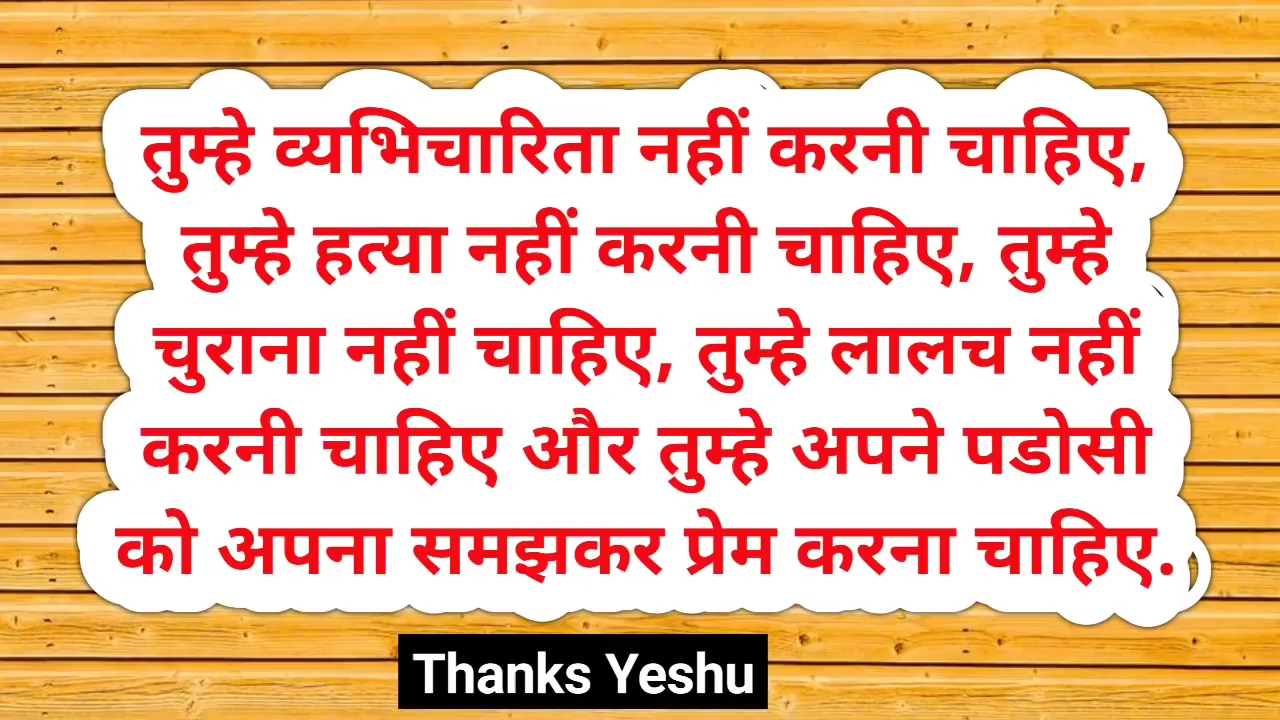 तुम्हे व्यभिचारिता नहीं करनी चाहिए,
तुम्हे हत्या नहीं करनी चाहिए, तुम्हे
चुराना नहीं चाहिए, तुम्हे लालच नहीं
करनी चाहिए और तुम्हे अपने पडोसी
को अपना समझकर प्रेम करना चाहिए.
Thanks Yeshu